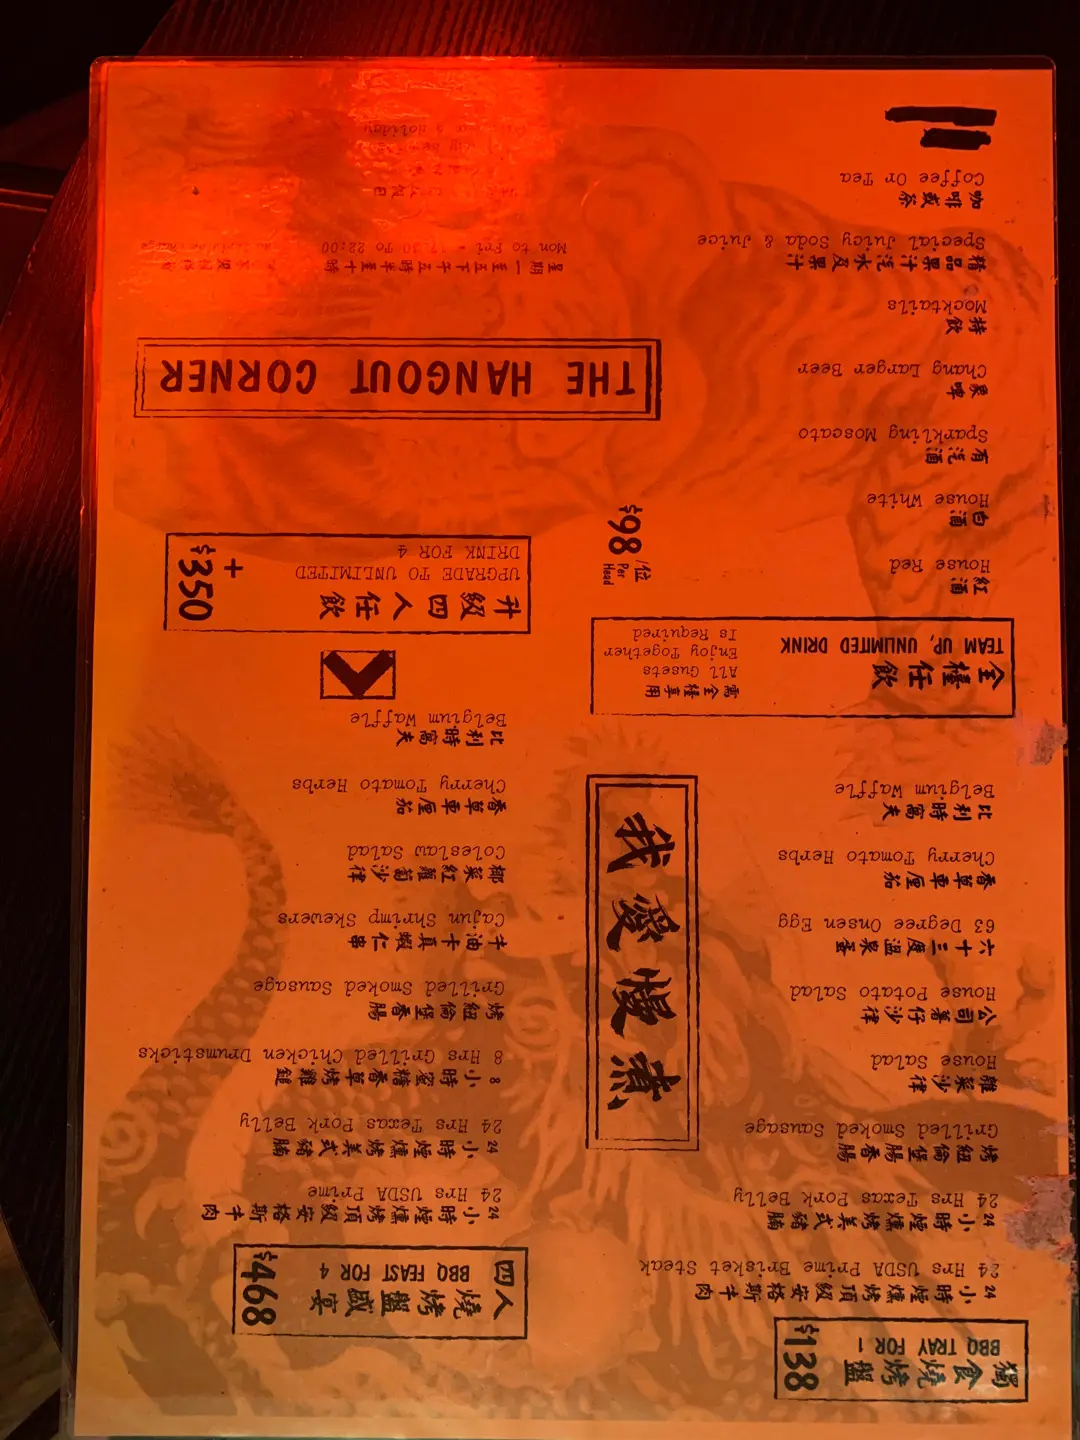 獨食燒烤盤
BBQ TRAY FOR 1
$138
24小時煙燻烤頂級安格斯牛肉
24 Hrs USDA Prime Brisket Steak
24小時煙燻烤美式豬腩
24 Hrs Texas Pork Belly
烤紐倫堡腸香腸
Grilled Smoked Sausage
雜菜沙律
House Salad
公司薯仔沙律
House Potato Salad
六十三度溫泉蛋
63 Degree Onsen Egg
香草車厘茄
Cherry Tomato Herbs
比利時窩夫
Belgium Waffle
我愛慢煮
四人燒烤盤盛宴
BBQ FEAST FOR 4
$468
24小時煙燻烤頂級安格斯牛肉
24 Hrs USDA Prime
24小時煙燻烤美式豬腩
24 Hrs Texas Pork Belly
8小時蜜糖香草烤雞鎚
8 Hrs Grilled Chicken Drumsticks
烤紐倫堡香腸
Grilled Smoked Sausage
牛油卡真蝦仁串
Cajun Shrimp Skewers
椰菜紅蘿蔔沙律
Coleslaw Salad
香草車厘茄
Cherry Tomato Herbs
比利時窩夫
Belgium Waffle
升級四人任飲
UPGRADE TO UNLIMITED
DRINK FOR 4
+
$350
全檯任飲
TEAM UP, UNLIMITED DRINK
需全檯享用
All Gusets
Enjoy Together
Is Required
$98/位
Per
Head
紅酒
House Red
白酒
House White
有汽酒
Sparkling Moscato
象啤
Chang Larger Beer
特飲
Mocktails
精品果汁汽水及果汁
Special Juicy Soda & Juice
咖啡或茶
Coffee Or Tea
THE HANGOUT CORNER
星期一至五下午五時半至十時
Mon to Fri - 17:30 TO 22:00